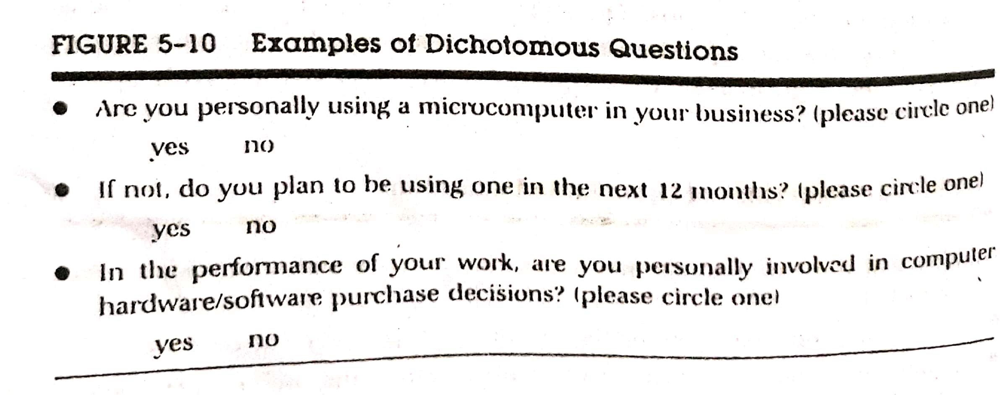 FIGURE 5-10 Examples of Dichotomous Questions
● Are you personally using a microcomputer in your business? (please circle one)
yes no
● If not, do you plan to be using one in the next 12 months? (please circle one)
yes no
● In the performance of your work, are you personally involved in computer
hardware/software purchase decisions? (please circle one)
yes no